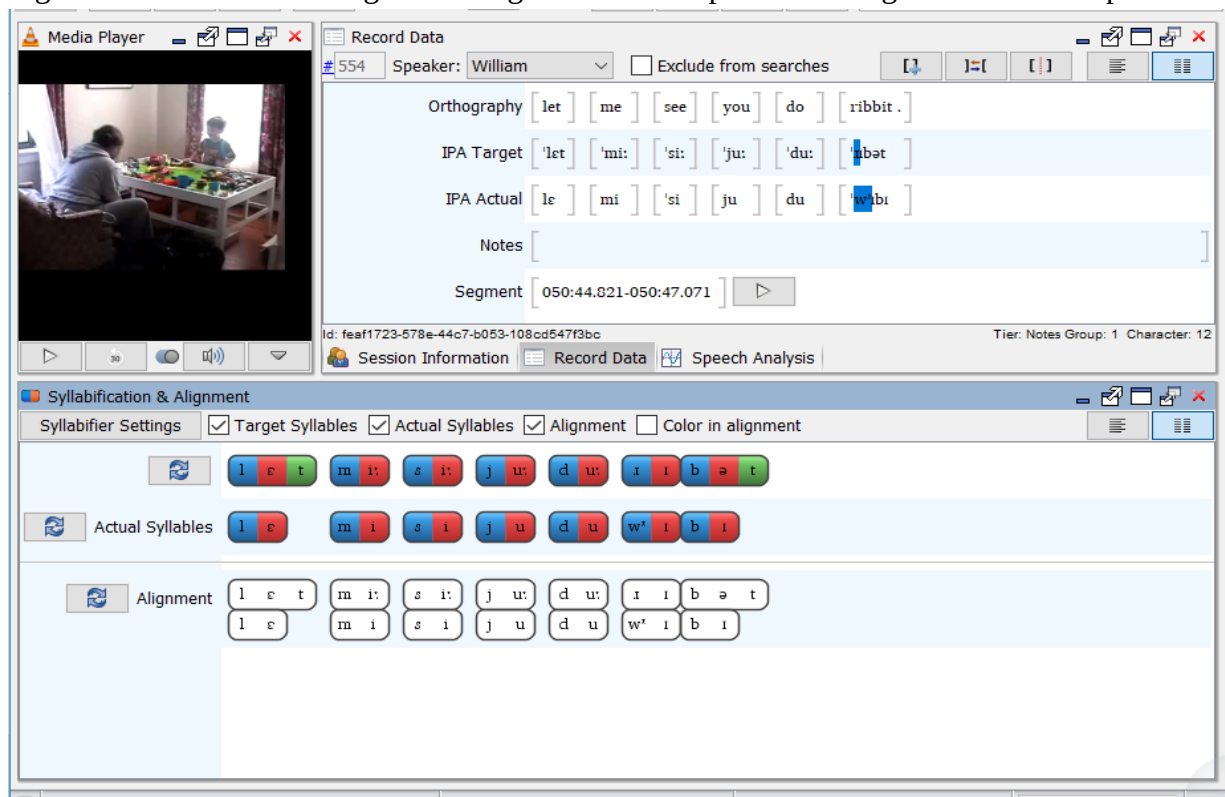 Media Player
Record Data
# 554 Speaker: William Exclude from searches
Orthography [let] [me] [see] [you] [do] [ribbit .]
IPA Target [ˈlɛt] [ˈmiː] [ˈsiː] [ˈjuː] [ˈduː] [ˈɹɪbət]
IPA Actual [lɛ] [mi] [ˈsi] [ju] [du] [ˈwˠɪbɪ]
Notes
Segment [050:44.821-050:47.071]
Id: feaf1723-578e-44c7-b053-108cd547f3bc Tier: Notes Group: 1 Character: 12
30
Session Information Record Data Speech Analysis
Syllabification & Alignment
Syllabifier Settings Target Syllables Actual Syllables Alignment Color in alignment
l ɛ t m iː s iː j uː d uː ɹ ɪ b ə t
Actual Syllables l ɛ m i s i j u d u w ɪ b ɪ
Alignment l ɛ t m iː s iː j uː d uː ɹ ɪ b ə t
l ɛ m i s i j u d u w ɪ b ɪ